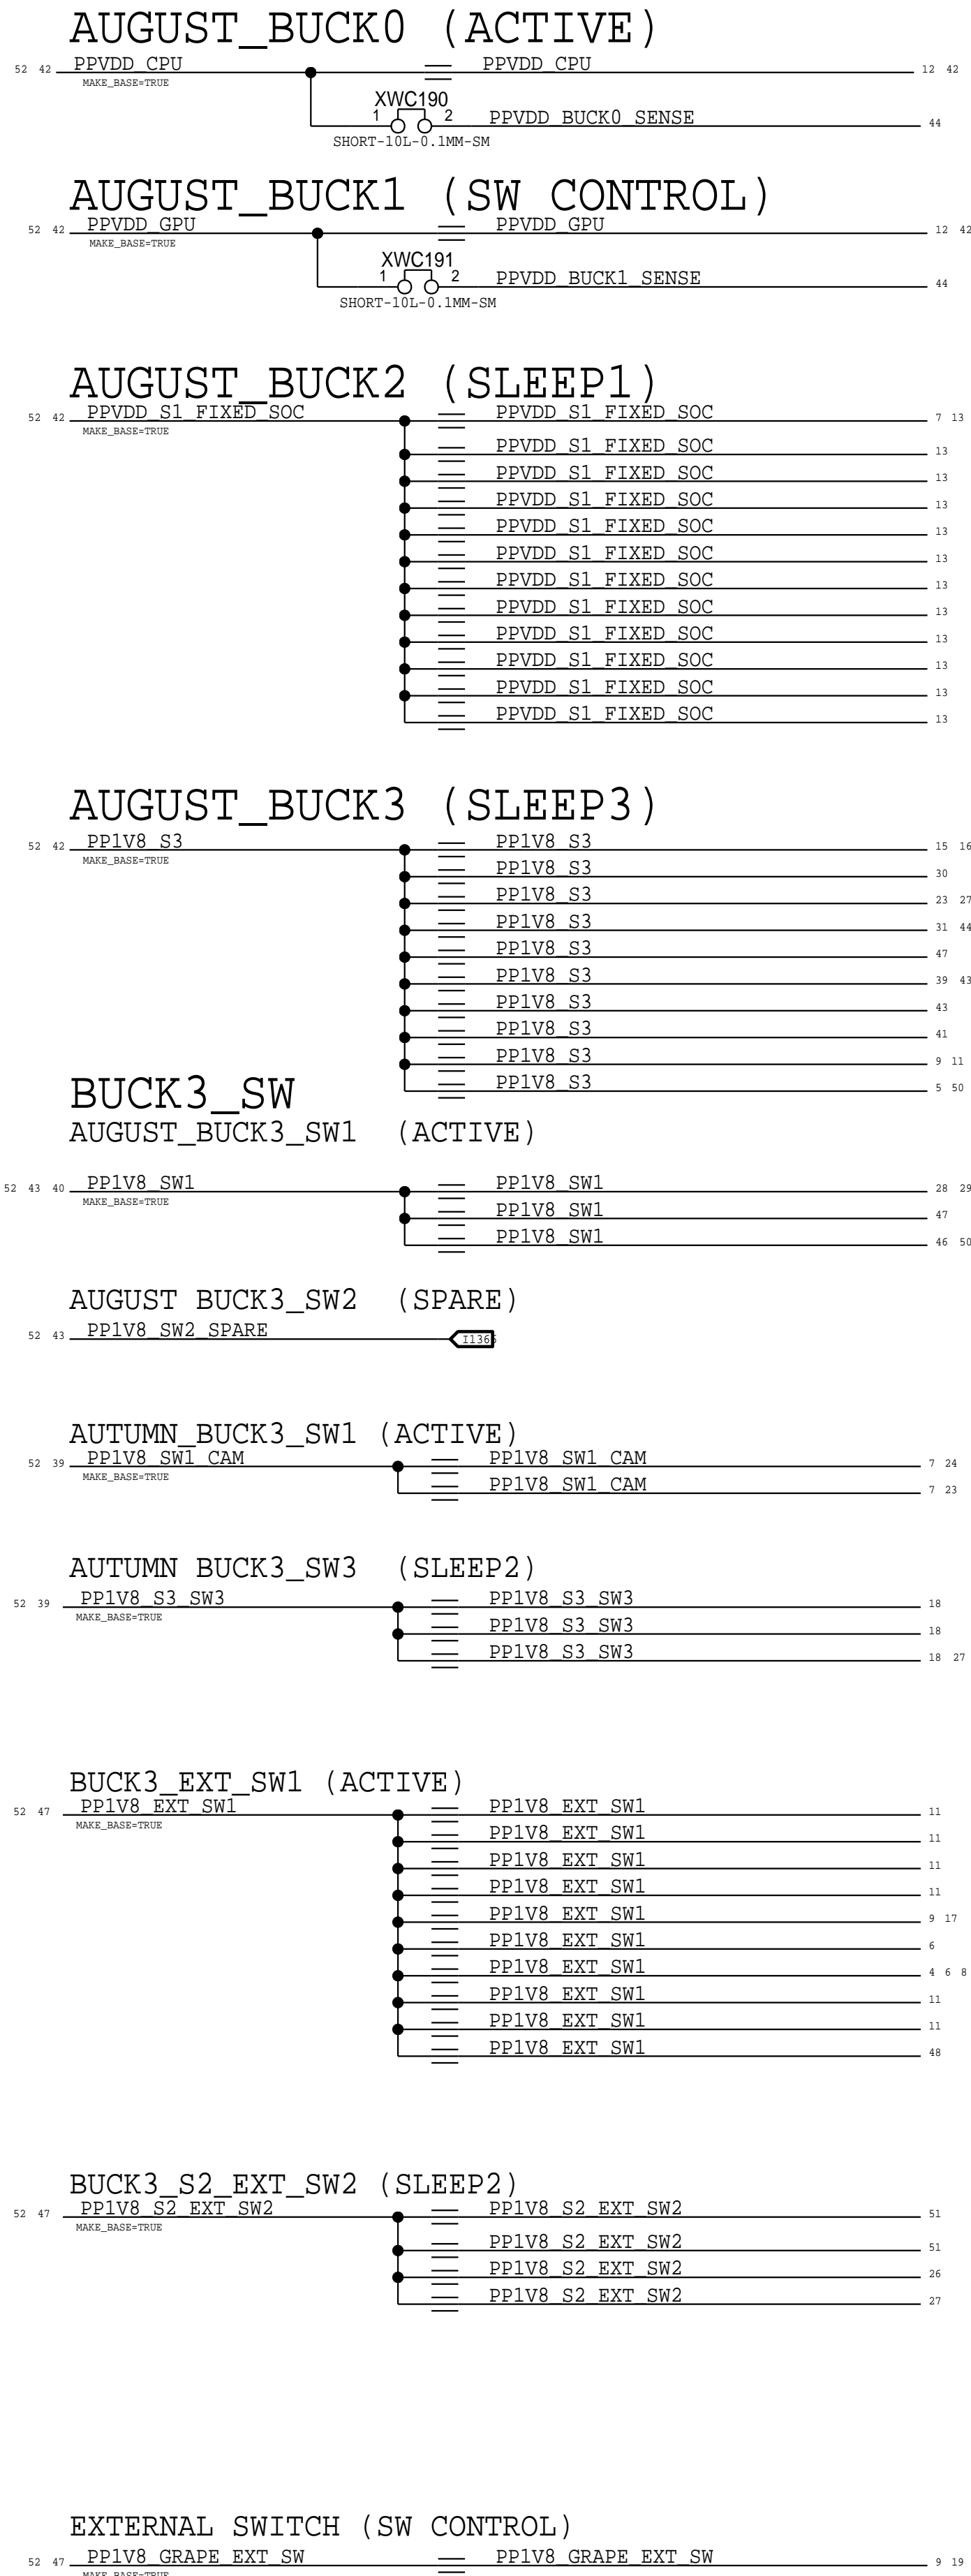 AUGUST_BUCK0 (ACTIVE)
52 42 PPVDD_CPU PPVDD_CPU 12 42
MAKE_BASE=TRUE
XWC190
1 2 PPVDD_BUCK0_SENSE 44
SHORT-10L-0.1MM-SM
AUGUST_BUCK1 (SW CONTROL)
52 42 PPVDD_GPU PPVDD_GPU 12 42
MAKE_BASE=TRUE
XWC191
1 2 PPVDD_BUCK1_SENSE 44
SHORT-10L-0.1MM-SM
AUGUST_BUCK2 (SLEEP1)
52 42 PPVDD_S1_FIXED_SOC PPVDD_S1_FIXED_SOC 7 13
MAKE_BASE=TRUE
PPVDD_S1_FIXED_SOC 13
PPVDD_S1_FIXED_SOC 13
PPVDD_S1_FIXED_SOC 13
PPVDD_S1_FIXED_SOC 13
PPVDD_S1_FIXED_SOC 13
PPVDD_S1_FIXED_SOC 13
PPVDD_S1_FIXED_SOC 13
PPVDD_S1_FIXED_SOC 13
PPVDD_S1_FIXED_SOC 13
PPVDD_S1_FIXED_SOC 13
PPVDD_S1_FIXED_SOC 13
AUGUST_BUCK3 (SLEEP3)
52 42 PP1V8_S3 PP1V8_S3 15 16
MAKE_BASE=TRUE
PP1V8_S3 30
PP1V8_S3 23 27
PP1V8_S3 31 44
PP1V8_S3 47
PP1V8_S3 39 43
PP1V8_S3 43
PP1V8_S3 41
PP1V8_S3 9 11
PP1V8_S3 5 50
BUCK3_SW
AUGUST_BUCK3_SW1 (ACTIVE)
52 43 40 PP1V8_SW1 PP1V8_SW1 28 29
MAKE_BASE=TRUE
PP1V8_SW1 47
PP1V8_SW1 46 50
AUGUST BUCK3_SW2 (SPARE)
52 43 PP1V8_SW2_SPARE I1366
AUTUMN_BUCK3_SW1 (ACTIVE)
52 39 PP1V8_SW1_CAM PP1V8_SW1_CAM 7 24
MAKE_BASE=TRUE
PP1V8_SW1_CAM 7 23
AUTUMN BUCK3_SW3 (SLEEP2)
52 39 PP1V8_S3_SW3 PP1V8_S3_SW3 18
MAKE_BASE=TRUE
PP1V8_S3_SW3 18
PP1V8_S3_SW3 18 27
BUCK3_EXT_SW1 (ACTIVE)
52 47 PP1V8_EXT_SW1 PP1V8_EXT_SW1 11
MAKE_BASE=TRUE
PP1V8_EXT_SW1 11
PP1V8_EXT_SW1 11
PP1V8_EXT_SW1 11
PP1V8_EXT_SW1 9 17
PP1V8_EXT_SW1 6
PP1V8_EXT_SW1 4 6 8
PP1V8_EXT_SW1 11
PP1V8_EXT_SW1 11
PP1V8_EXT_SW1 48
BUCK3_S2_EXT_SW2 (SLEEP2)
52 47 PP1V8_S2_EXT_SW2 PP1V8_S2_EXT_SW2 51
MAKE_BASE=TRUE
PP1V8_S2_EXT_SW2 51
PP1V8_S2_EXT_SW2 26
PP1V8_S2_EXT_SW2 27
EXTERNAL SWITCH (SW CONTROL)
52 47 PP1V8_GRAPE_EXT_SW PP1V8_GRAPE_EXT_SW 9 19
MAKE_BASE=TRUE